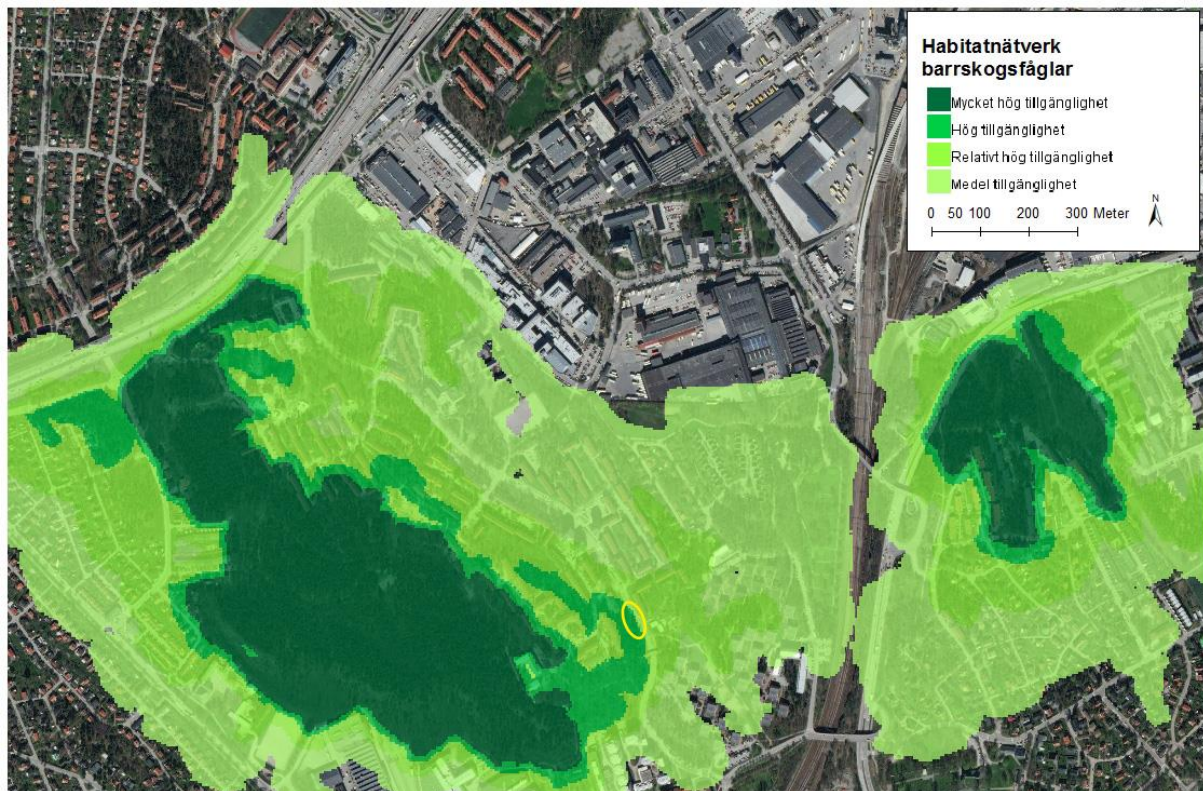 Habitatnätverk
barrskogsfåglar
Mycket hög tillgänglighet
Hög tillgänglighet
Relativt hög tillgänglighet
Medel tillgänglighet
0 50 100 200 300 Meter
N